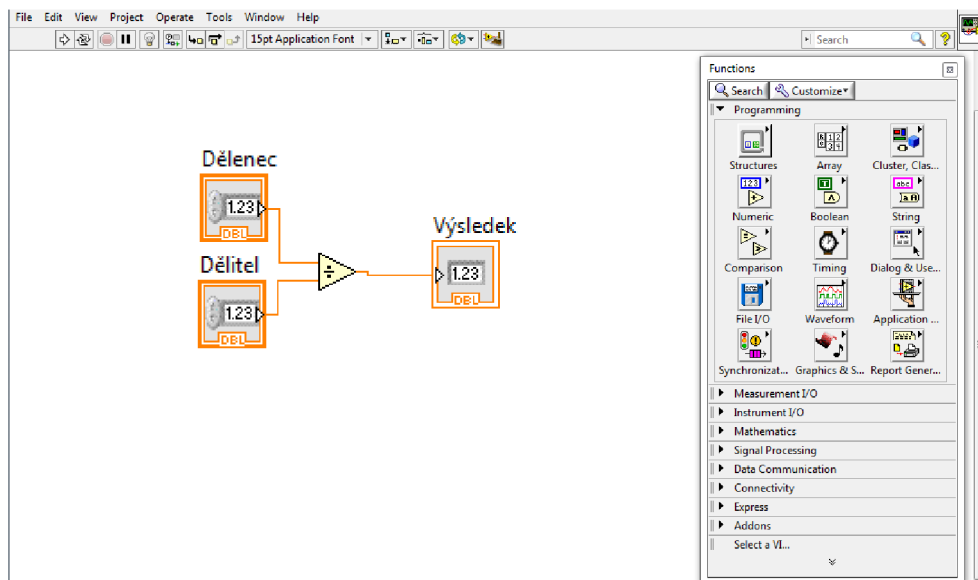 File Edit View Project Operate Tools Window Help
15pt Application Font
Search
Functions
Search Customize
Programming
Dělenec
1.23
DBL
Dělitel
1.23
DBL
÷
Výsledek
1.23
DBL
Structures Array Cluster, Clas...
123
Numeric Boolean String
abc
a A
Comparison Timing Dialog & Use...
File I/O Waveform Application ...
Synchronizat... Graphics & S... Report Gener...
Measurement I/O
Instrument I/O
Mathematics
Signal Processing
Data Communication
Connectivity
Express
Addons
Select a VI...